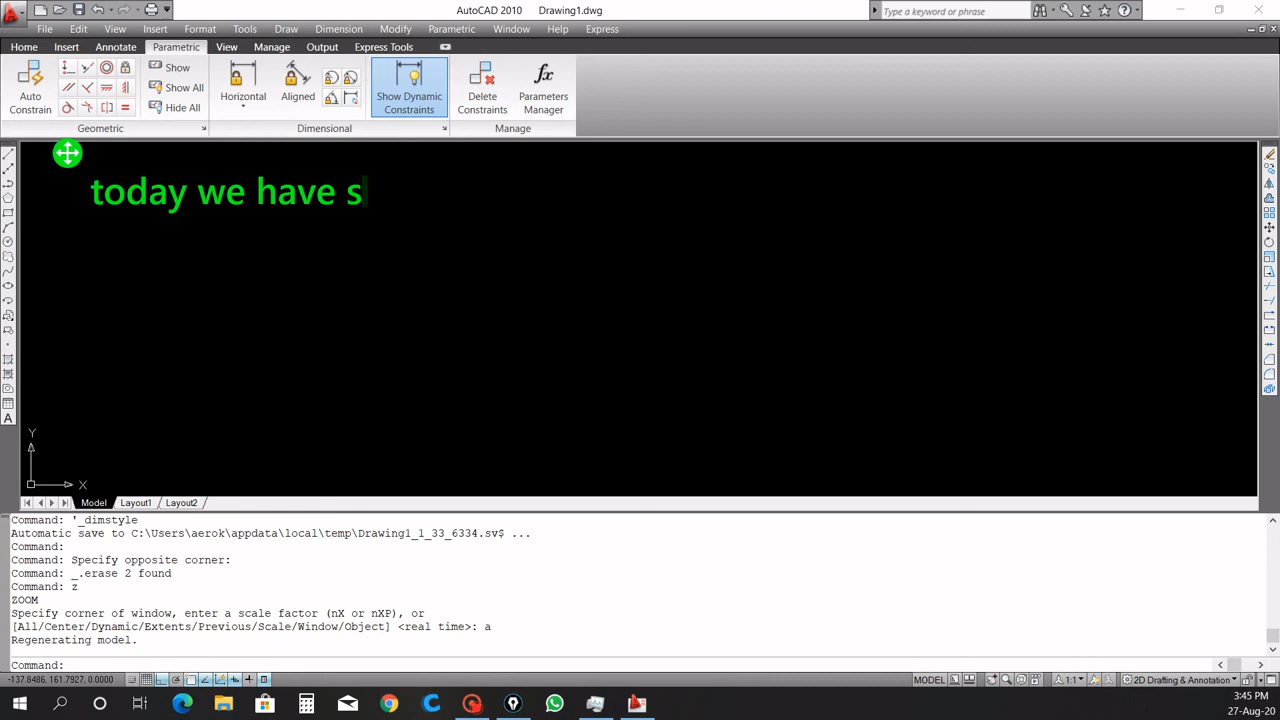 AutoCAD 2010 Drawing1.dwg Type a keyword or phrase
File Edit View Insert Format Tools Draw Dimension Modify Parametric Window Help Express
Home Insert Annotate Parametric View Manage Output Express Tools
Auto Constrain
Show
Show All
Hide All
Horizontal
Aligned
Show Dynamic Constraints
Delete Constraints
fx
Parameters Manager
Geometric Dimensional Manage
today we have s
Y
X
Model Layout1 Layout2
Command: '_dimstyle
Automatic save to C:\Users\aerok\appdata\local\temp\Drawing1_1_33_6334.sv$ ...
Command:
Command: Specify opposite corner:
Command: _.erase 2 found
Command: z
ZOOM
Specify corner of window, enter a scale factor (nX or nXP), or
[All/Center/Dynamic/Extents/Previous/Scale/Window/Object] <real time>: a
Regenerating model.
Command:
-137.8486, 161.7927, 0.0000 MODEL 1:1 2D Drafting & Annotation
3:45 PM
27-Aug-20